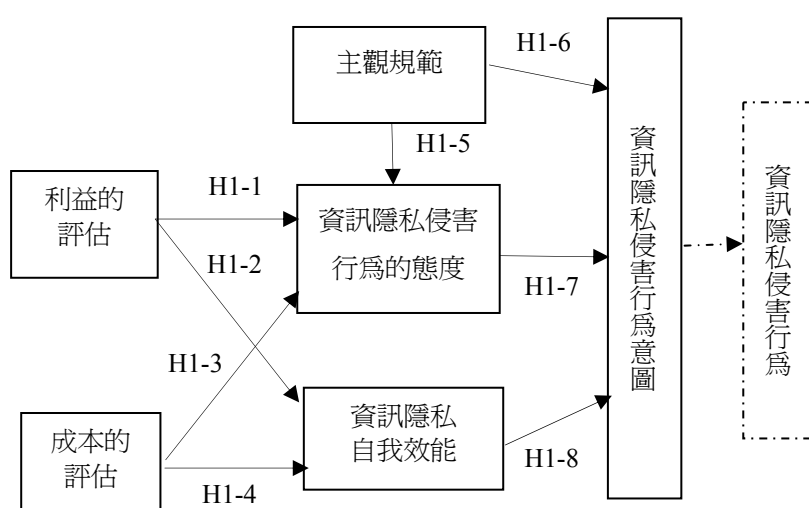 H1-6
主觀規範
H1-5
H1-1
利益的
評估
資訊隱私侵害
行為的態度
H1-2
H1-7
H1-3
資訊隱私
自我效能
成本的
評估
H1-4
H1-8
資訊隱私侵害行為意圖
資訊隱私侵害行為